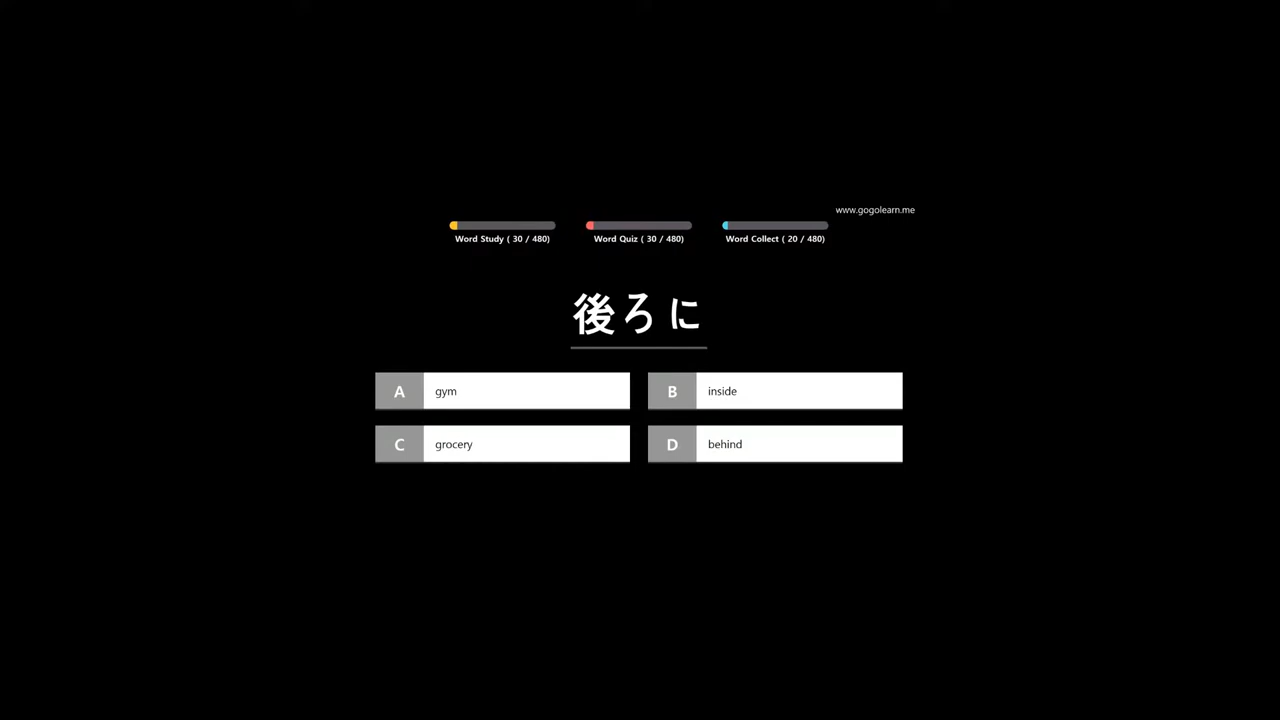 www.gogolearn.me
Word Study ( 30 / 480)
Word Quiz ( 30 / 480)
Word Collect ( 20 / 480)
後ろに
A gym
B inside
C grocery
D behind